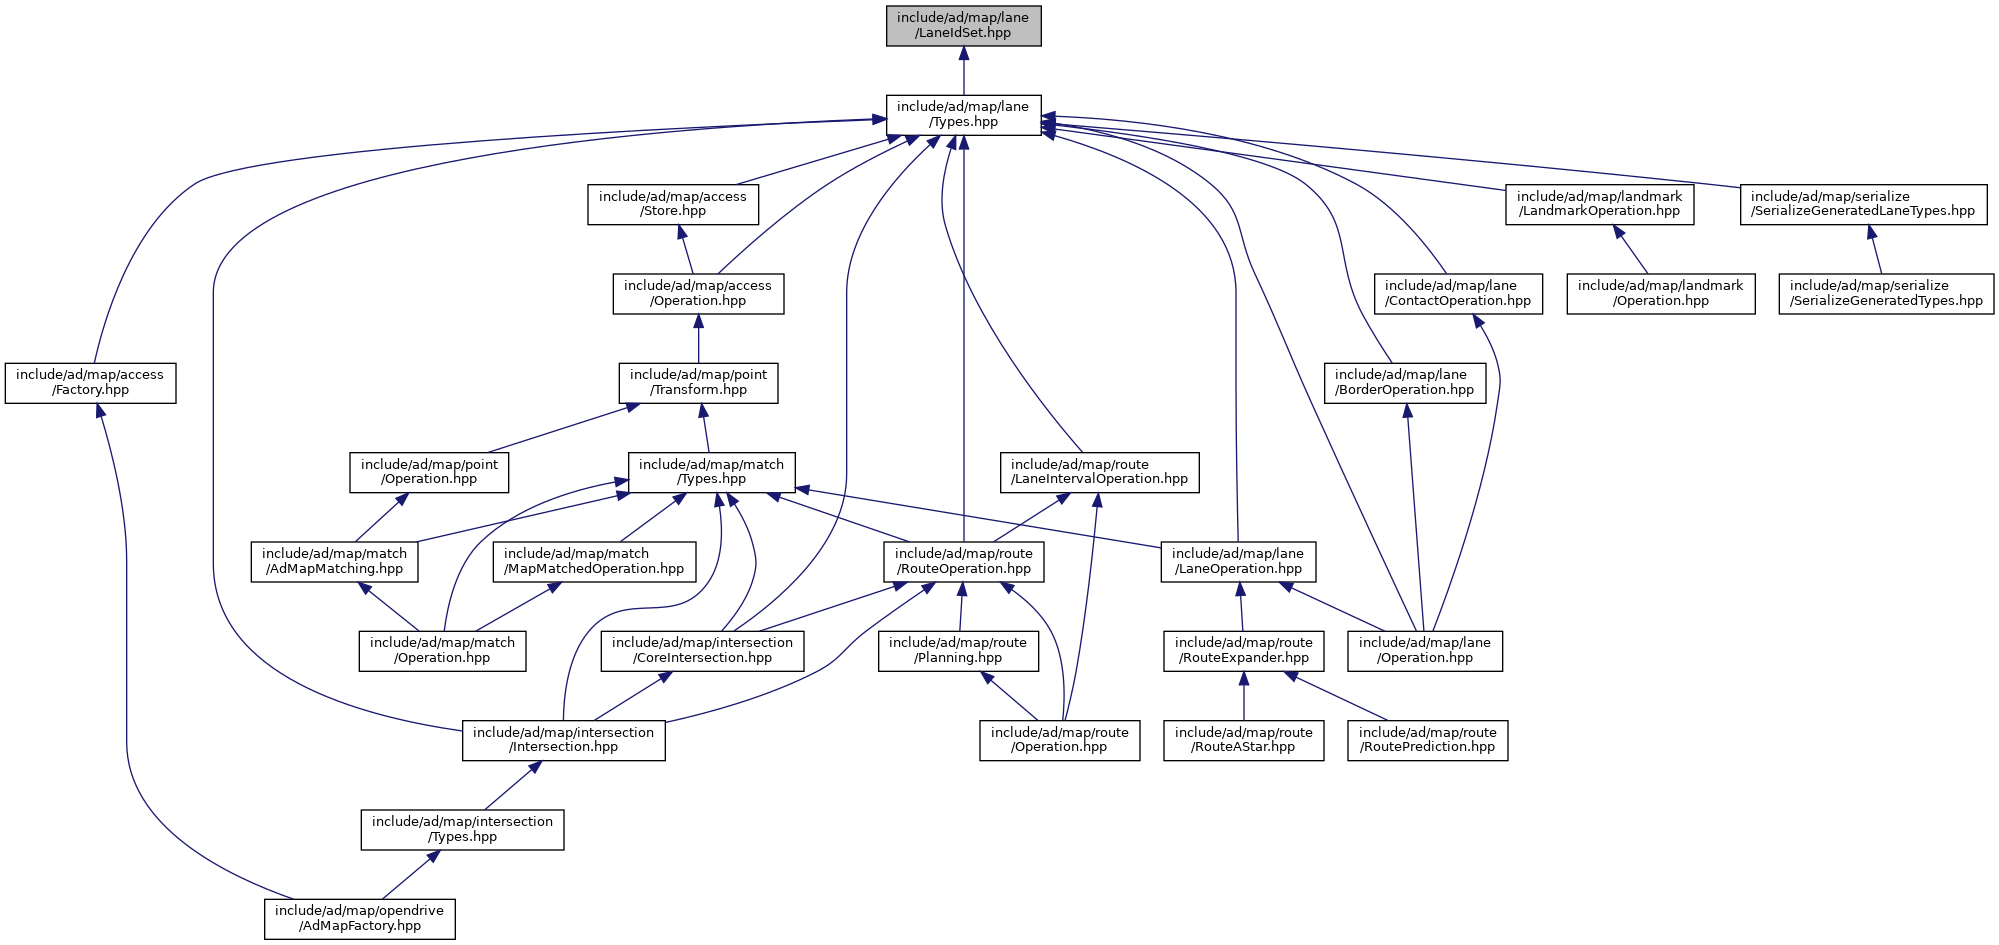 include/ad/map/lane
/LaneIdSet.hpp
include/ad/map/lane
/Types.hpp
include/ad/map/access
/Store.hpp
include/ad/map/landmark
/LandmarkOperation.hpp
include/ad/map/serialize
/SerializeGeneratedLaneTypes.hpp
include/ad/map/access
/Operation.hpp
include/ad/map/lane
/ContactOperation.hpp
include/ad/map/landmark
/Operation.hpp
include/ad/map/serialize
/SerializeGeneratedTypes.hpp
include/ad/map/access
/Factory.hpp
include/ad/map/point
/Transform.hpp
include/ad/map/lane
/BorderOperation.hpp
include/ad/map/point
/Operation.hpp
include/ad/map/match
/Types.hpp
include/ad/map/route
/LaneIntervalOperation.hpp
include/ad/map/match
/AdMapMatching.hpp
include/ad/map/match
/MapMatchedOperation.hpp
include/ad/map/route
/RouteOperation.hpp
include/ad/map/lane
/LaneOperation.hpp
include/ad/map/match
/Operation.hpp
include/ad/map/intersection
/CoreIntersection.hpp
include/ad/map/route
/Planning.hpp
include/ad/map/route
/RouteExpander.hpp
include/ad/map/lane
/Operation.hpp
include/ad/map/intersection
/Intersection.hpp
include/ad/map/route
/Operation.hpp
include/ad/map/route
/RouteAStar.hpp
include/ad/map/route
/RoutePrediction.hpp
include/ad/map/intersection
/Types.hpp
include/ad/map/opendrive
/AdMapFactory.hpp